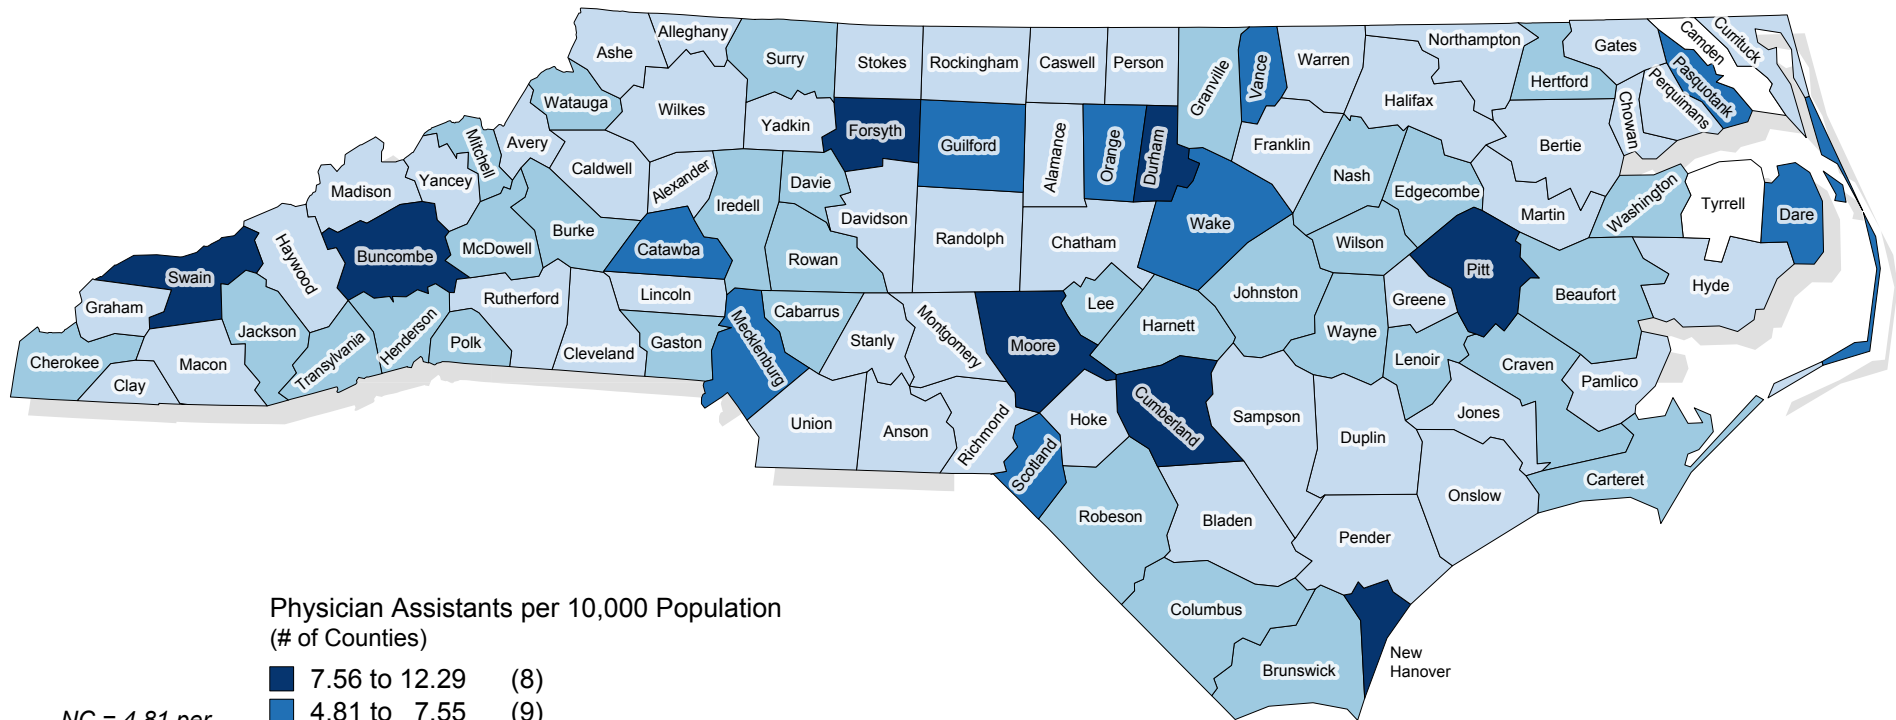 Alleghany
Ashe
Surry
Stokes
Rockingham
Caswell
Person
Granville
Vance
Warren
Northampton
Hertford
Gates
Camden
Currituck
Pasquotank
Perquimans
Chowan
Watauga
Wilkes
Yadkin
Forsyth
Guilford
Alamance
Orange
Durham
Franklin
Halifax
Bertie
Mitchell
Avery
Caldwell
Alexander
Iredell
Davie
Davidson
Randolph
Chatham
Wake
Nash
Edgecombe
Martin
Washington
Tyrrell
Dare
Madison
Yancey
McDowell
Burke
Catawba
Rowan
Wilson
Pitt
Beaufort
Hyde
Swain
Haywood
Buncombe
Rutherford
Lincoln
Cabarrus
Montgomery
Lee
Johnston
Greene
Graham
Jackson
Transylvania
Henderson
Polk
Cleveland
Gaston
Mecklenburg
Stanly
Moore
Harnett
Wayne
Lenoir
Craven
Pamlico
Cherokee
Clay
Macon
Union
Anson
Richmond
Scotland
Hoke
Cumberland
Sampson
Duplin
Jones
Onslow
Carteret
Robeson
Bladen
Pender
Columbus
Brunswick
New
Hanover
Physician Assistants per 10,000 Population
(# of Counties)
7.56 to 12.29 (8)
4.81 to 7.55 (9)
NC = 4.81 per